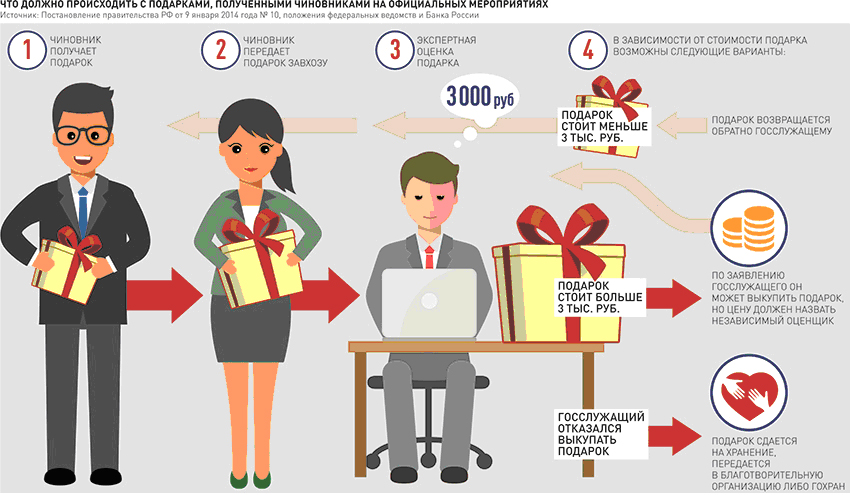 ЧТО ДОЛЖНО ПРОИСХОДИТЬ С ПОДАРКАМИ, ПОЛУЧЕННЫМИ ЧИНОВНИКАМИ НА ОФИЦИАЛЬНЫХ МЕРОПРИЯТИЯХ
Источник: Постановление правительства РФ от 9 января 2014 года № 10, положения федеральных ведомств и Банка России
1
ЧИНОВНИК
ПОЛУЧАЕТ
ПОДАРОК
2
ЧИНОВНИК
ПЕРЕДАЕТ
ПОДАРОК ЗАВХОЗУ
3
ЭКСПЕРТНАЯ
ОЦЕНКА
ПОДАРКА
4
В ЗАВИСИМОСТИ ОТ СТОИМОСТИ ПОДАРКА
ВОЗМОЖНЫ СЛЕДУЮЩИЕ ВАРИАНТЫ:
3000 руб
ПОДАРОК
СТОИТ МЕНЬШЕ
3 ТЫС. РУБ.
ПОДАРОК ВОЗВРАЩАЕТСЯ
ОБРАТНО ГОССЛУЖАЩЕМУ
ПОДАРОК
СТОИТ БОЛЬШЕ
3 ТЫС. РУБ.
ПО ЗАЯВЛЕНИЮ
ГОССЛУЖАЩЕГО ОН
МОЖЕТ ВЫКУПИТЬ ПОДАРОК,
НО ЦЕНУ ДОЛЖЕН НАЗВАТЬ
НЕЗАВИСИМЫЙ ОЦЕНЩИК
ГОССЛУЖАЩИЙ
ОТКАЗАЛСЯ
ВЫКУПАТЬ
ПОДАРОК
ПОДАРОК СДАЕТСЯ
НА ХРАНЕНИЕ,
ПЕРЕДАЕТСЯ
В БЛАГОТВОРИТЕЛЬНУЮ
ОРГАНИЗАЦИЮ ЛИБО ГОХРАН